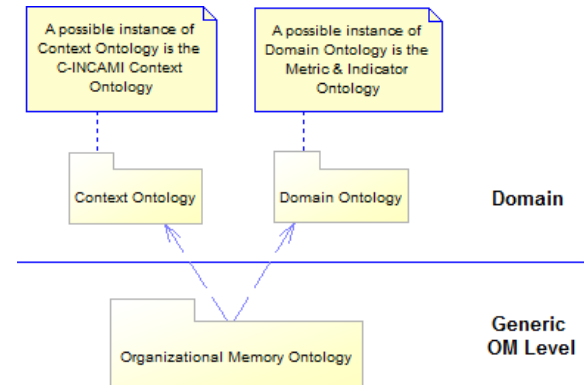 A possible instance of
Context Ontology is the
C-INCAMI Context
Ontology
A possible instance of
Domain Ontology is the
Metric & Indicator
Ontology
Context Ontology
Domain Ontology
Domain
Generic
OM Level
Organizational Memory Ontology